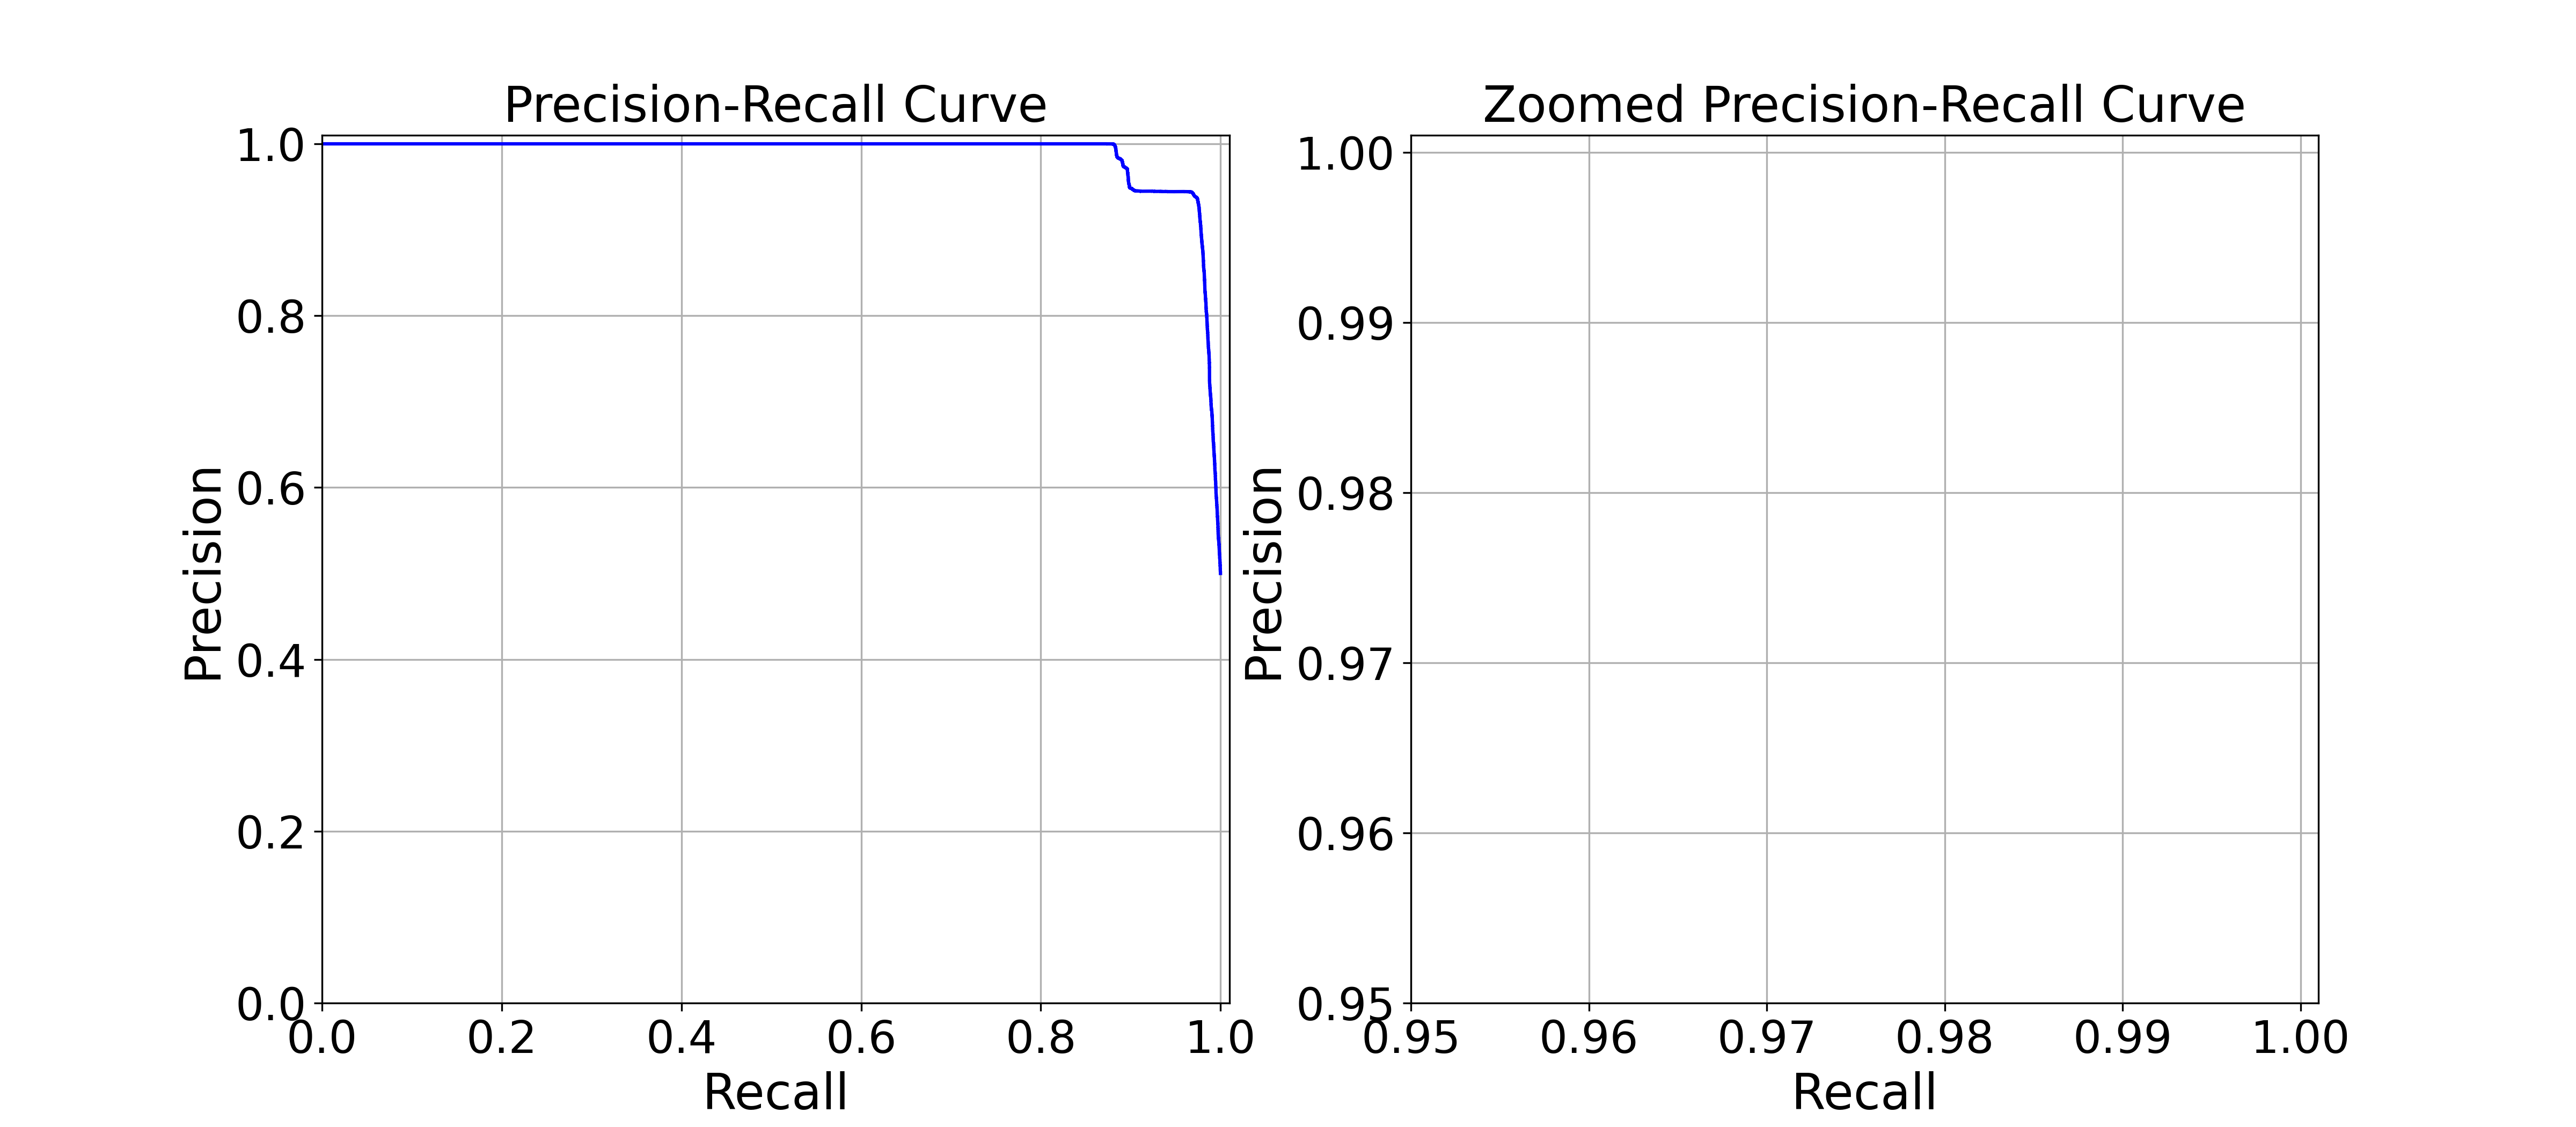 Precision-Recall Curve
1.0
0.8
0.6
0.4
0.2
0.0
Precision
0.0 0.2 0.4 0.6 0.8 1.0
Recall
Zoomed Precision-Recall Curve
1.00
0.99
0.98
0.97
0.96
0.95
Precision
0.95 0.96 0.97 0.98 0.99 1.00
Recall